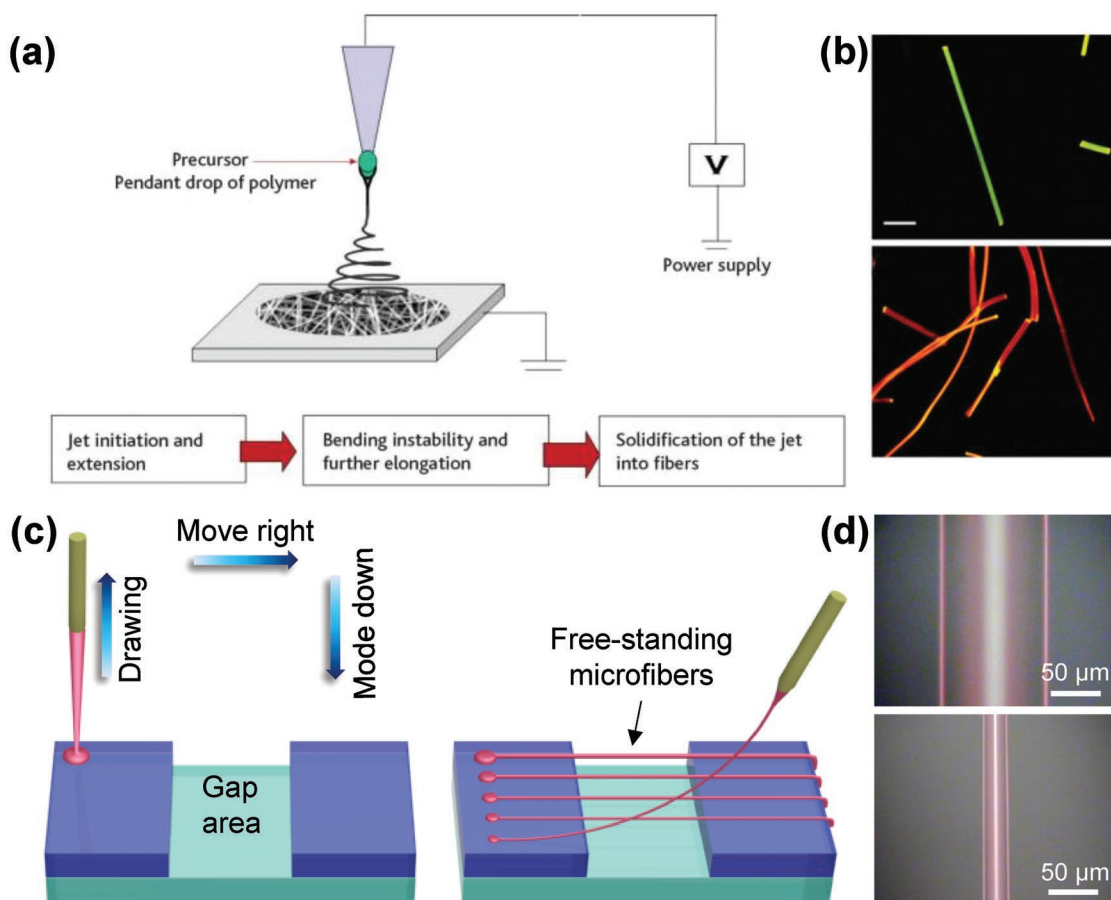 (a)
Precursor
Pendant drop of polymer
V
Power supply
Jet initiation and
extension
Bending instability and
further elongation
Solidification of the jet
into fibers
(b)
(c)
Drawing
Move right
Mode down
Gap
area
Free-standing
microfibers
(d)
50 µm
50 µm